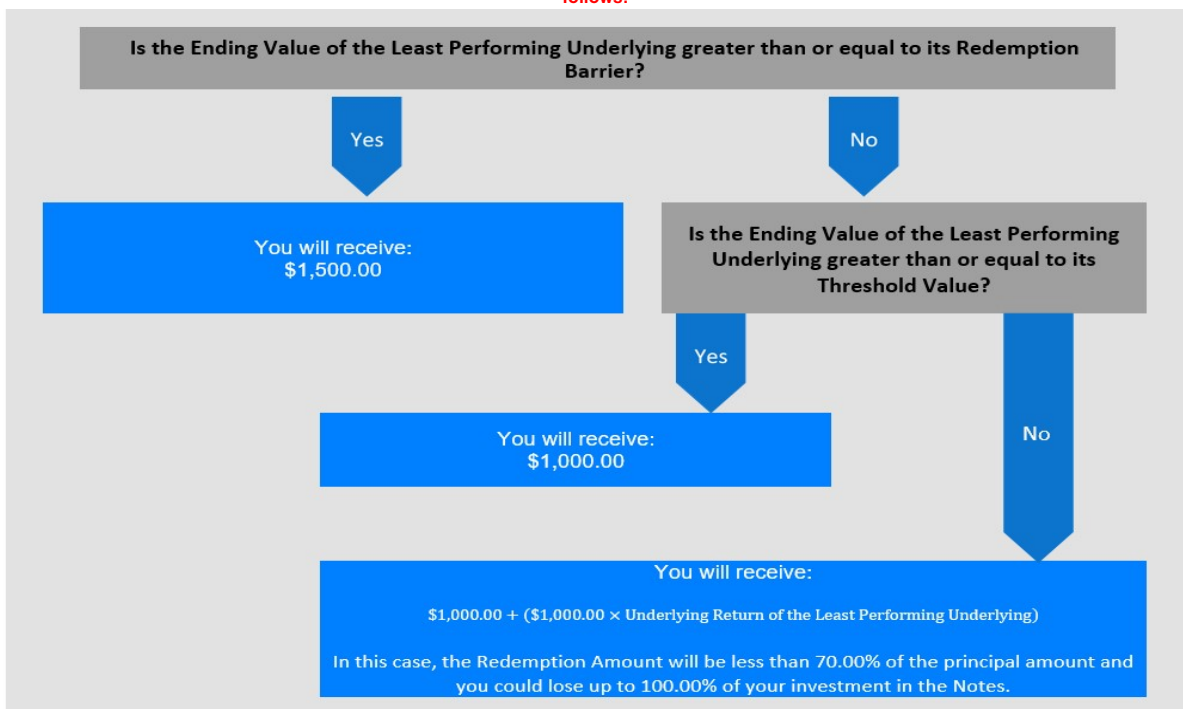 follows:
Is the Ending Value of the Least Performing Underlying greater than or equal to its Redemption
Barrier?
Yes
No
You will receive:
$1,500.00
Is the Ending Value of the Least Performing
Underlying greater than or equal to its
Threshold Value?
Yes
No
You will receive:
$1,000.00
You will receive:
$1,000.00 + ($1,000.00 × Underlying Return of the Least Performing Underlying)
In this case, the Redemption Amount will be less than 70.00% of the principal amount and
you could lose up to 100.00% of your investment in the Notes.